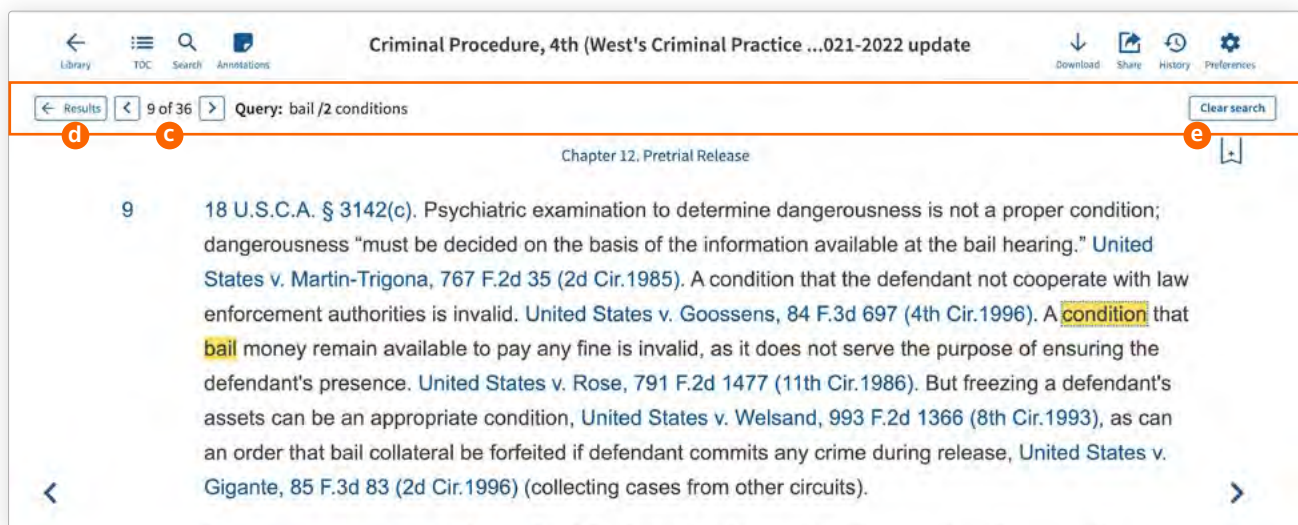 Criminal Procedure, 4th (West's Criminal Practice ...021-2022 update
Library TOC Search Annotations Download Share History Preferences
Results 9 of 36 Query: bail /2 conditions Clear search
d c e
Chapter 12. Pretrial Release
9 18 U.S.C.A. § 3142(c). Psychiatric examination to determine dangerousness is not a proper condition;
dangerousness “must be decided on the basis of the information available at the bail hearing.” United
States v. Martin-Trigona, 767 F.2d 35 (2d Cir.1985). A condition that the defendant not cooperate with law
enforcement authorities is invalid. United States v. Goossens, 84 F.3d 697 (4th Cir.1996). A condition that
bail money remain available to pay any fine is invalid, as it does not serve the purpose of ensuring the
defendant's presence. United States v. Rose, 791 F.2d 1477 (11th Cir.1986). But freezing a defendant's
assets can be an appropriate condition, United States v. Welsand, 993 F.2d 1366 (8th Cir.1993), as can
an order that bail collateral be forfeited if defendant commits any crime during release, United States v.
Gigante, 85 F.3d 83 (2d Cir.1996) (collecting cases from other circuits).